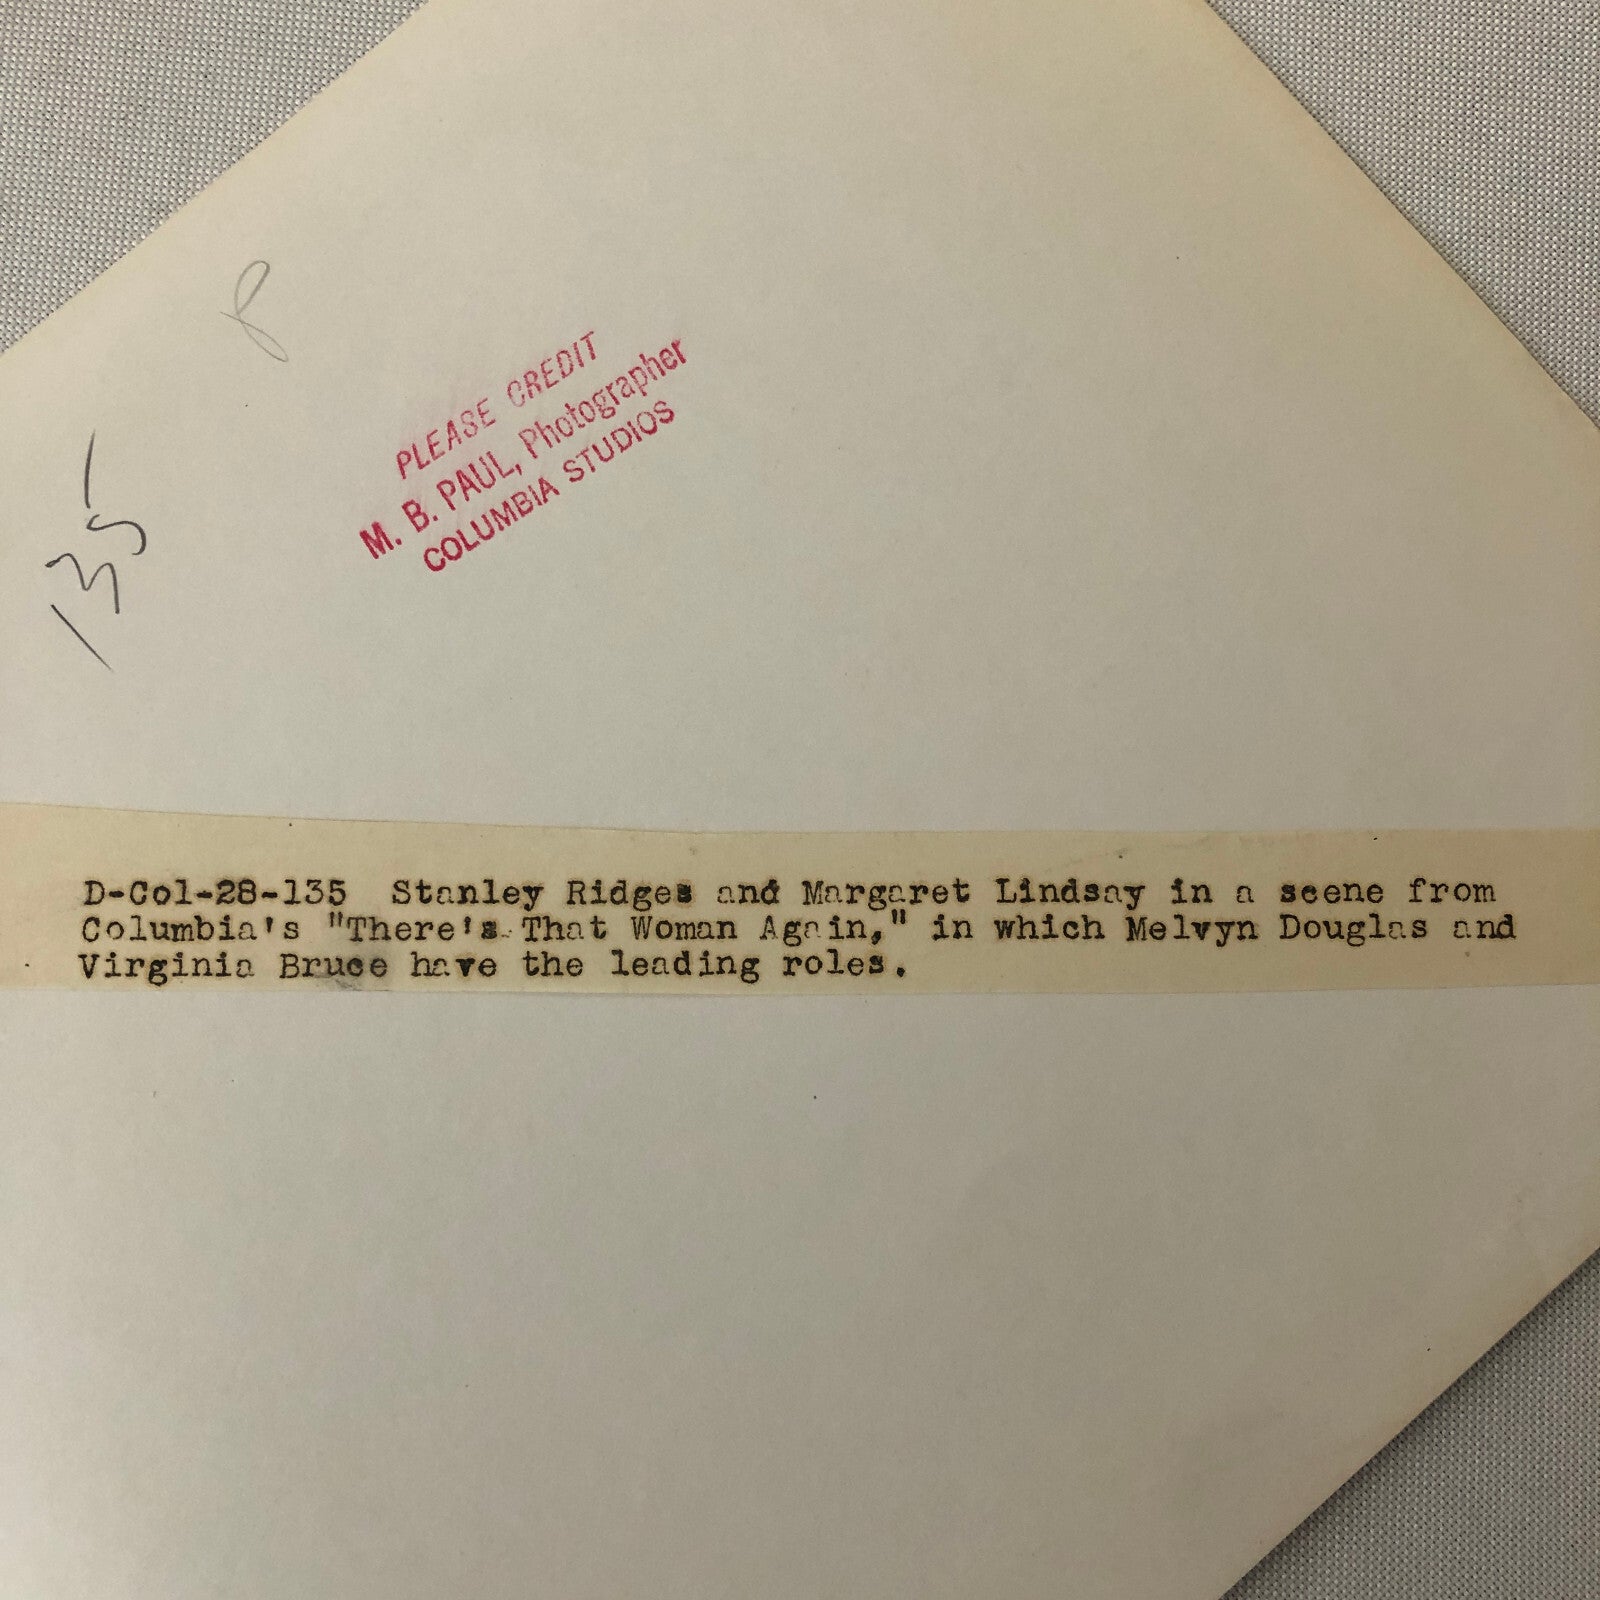 P
PLEASE CREDIT
M. B. PAUL, Photographer
COLUMBIA STUDIOS
135
D-Col-28-135 Stanley Ridges and Margaret Lindsay in a scene from
Columbia's "There's That Woman Again," in which Melvyn Douglas and
Virginia Bruce have the leading roles.